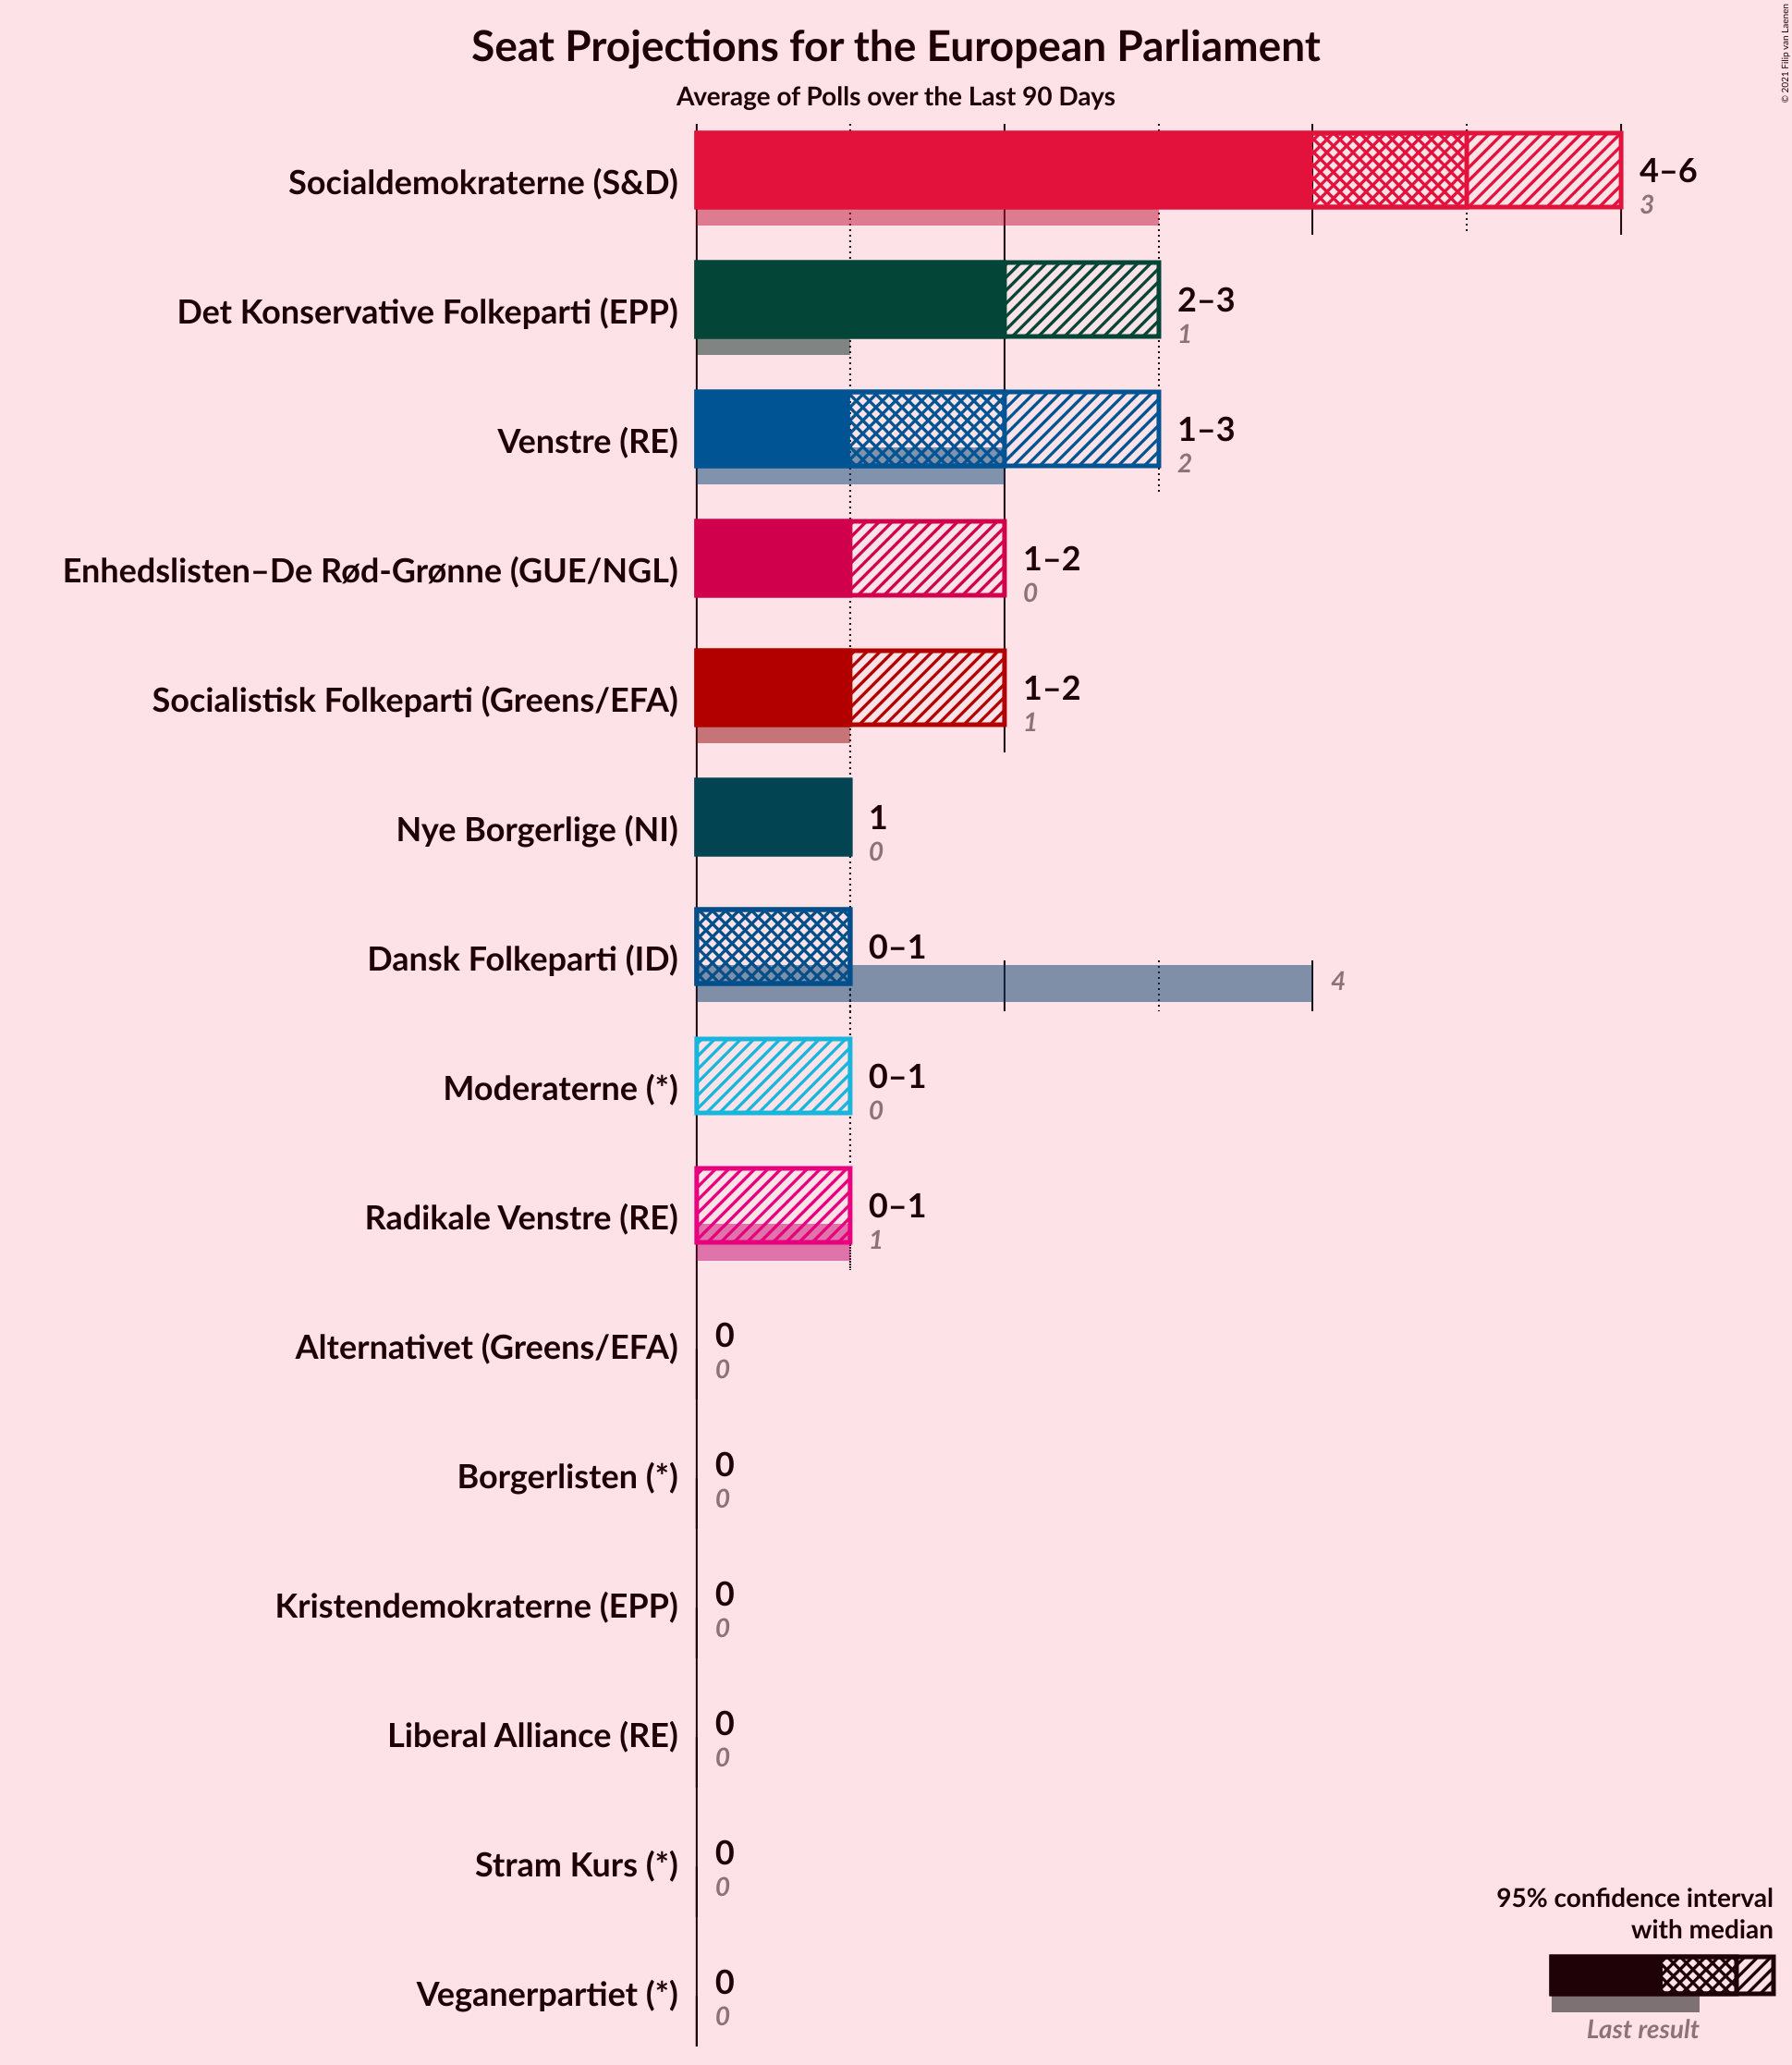 Seat Projections for the European Parliament
Average of Polls over the Last 90 Days
© 2021 Filip van Laenen
Socialdemokraterne (S&D)
4–6
3
Det Konservative Folkeparti (EPP)
2–3
1
Venstre (RE)
1–3
2
Enhedslisten–De Rød-Grønne (GUE/NGL)
1–2
0
Socialistisk Folkeparti (Greens/EFA)
1–2
1
Nye Borgerlige (NI)
1
0
Dansk Folkeparti (ID)
0–1
4
Moderaterne (*)
0–1
0
Radikale Venstre (RE)
0–1
1
Alternativet (Greens/EFA)
0
0
Borgerlisten (*)
0
0
Kristendemokraterne (EPP)
0
0
Liberal Alliance (RE)
0
0
Stram Kurs (*)
0
0
Veganerpartiet (*)
0
0
95% confidence interval
with median
Last result